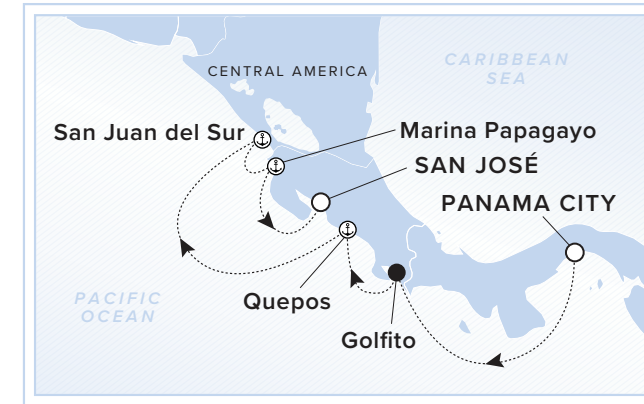 CARIBBEAN
SEA
CENTRAL AMERICA
San Juan del Sur
Marina Papagayo
SAN JOSÉ
PANAMA CITY
PACIFIC
OCEAN
Quepos
Golfito